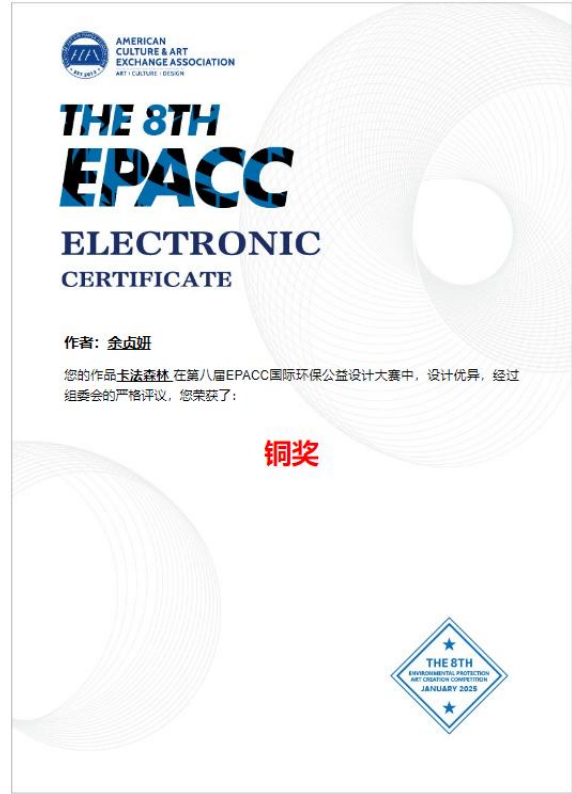 AMERICAN
CULTURE & ART
EXCHANGE ASSOCIATION
ART · CULTURE · DESIGN
THE 8TH
EPACC
ELECTRONIC
CERTIFICATE
作者：余贞妍
您的作品卡法森林 在第八届EPACC国际环保公益设计大赛中，设计优异，经过
组委会的严格评议，您荣获了：
铜奖
THE 8TH
ENVIRONMENTAL PROTECTION
ART CREATION COMPETITION
JANUARY 2025